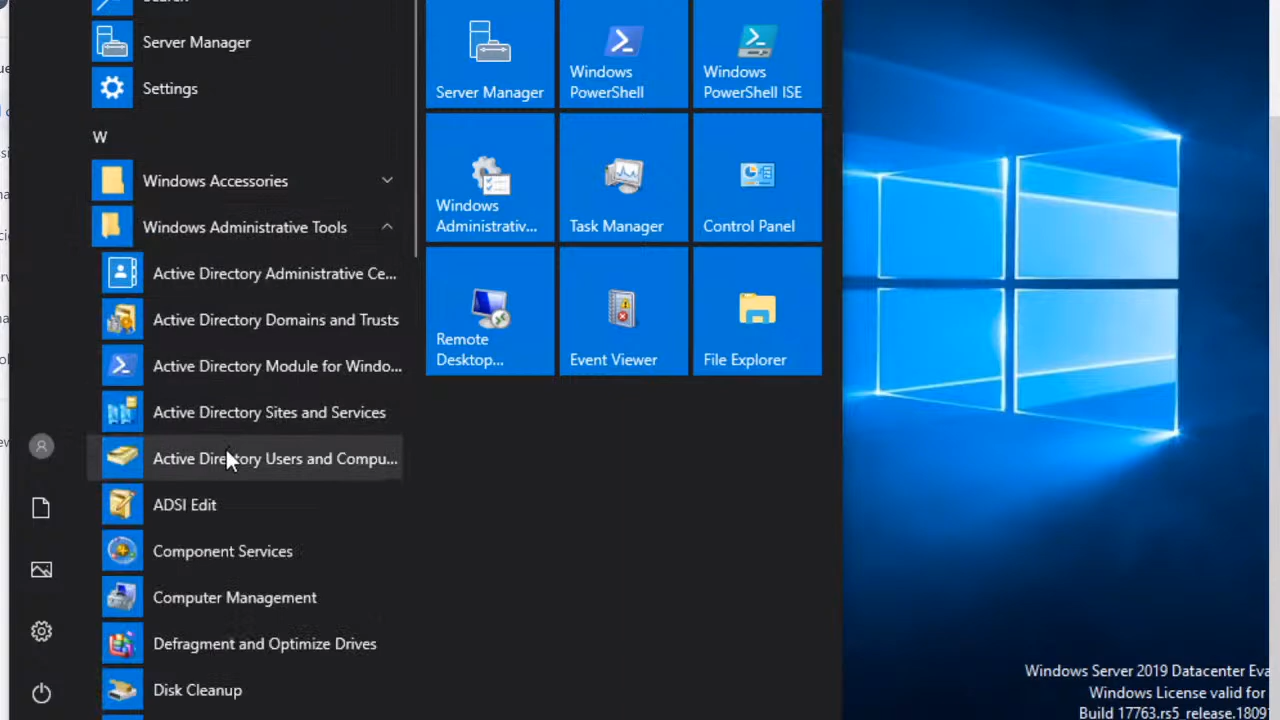 Server Manager
Settings
W
Windows Accessories
Windows Administrative Tools
Active Directory Administrative Ce...
Active Directory Domains and Trusts
Active Directory Module for Windo...
Active Directory Sites and Services
Active Directory Users and Compu...
ADSI Edit
Component Services
Computer Management
Defragment and Optimize Drives
Disk Cleanup
Server Manager
Windows
PowerShell
Windows
PowerShell ISE
Windows
Administrativ...
Task Manager
Control Panel
Remote
Desktop...
Event Viewer
File Explorer
Windows Server 2019 Datacenter Eva
Windows License valid for
Build 17763.rs5_release.1809